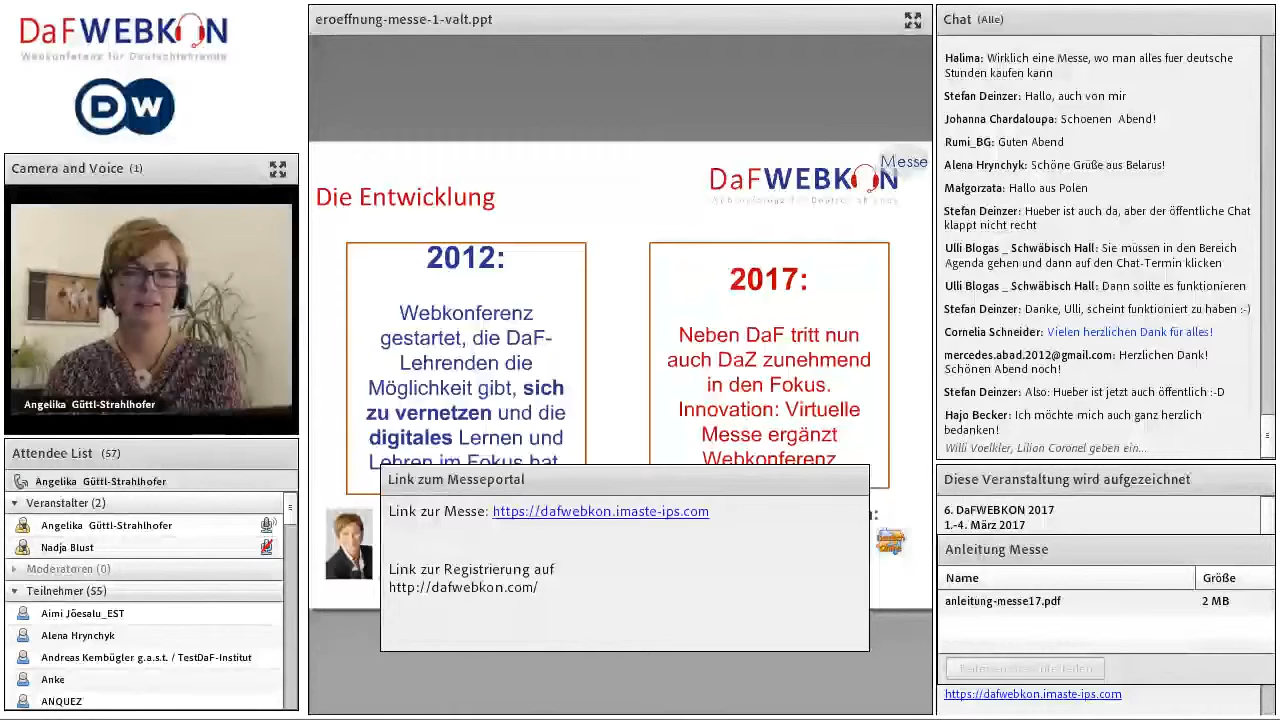 DaFWEBKON
Webkonferenz für Deutschlehrende
DW
Camera and Voice (1)
Angelika Güttl-Strahlhofer
Attendee List (57)
Angelika Güttl-Strahlhofer
Veranstalter (2)
Angelika Güttl-Strahlhofer
Nadja Blust
Moderatoren (0)
Teilnehmer (55)
Aimi Jõesalu_EST
Alena Hrynchyk
Andreas Kembügler g.a.s.t. / TestDaF-Institut
Anke
ANQUEZ
eroeffnung-messe-1-valt.ppt
Messe
DaFWEBKON
Die Entwicklung
2012:
Webkonferenz
gestartet, die DaF-
Lehrenden die
Möglichkeit gibt, sich
zu vernetzen und die
digitales Lernen und
Lehren im Fokus hat
2017:
Neben DaF tritt nun
auch DaZ zunehmend
in den Fokus.
Innovation: Virtuelle
Messe ergänzt
Webkonferenz
Link zum Messeportal
Link zur Messe: https://dafwebkon.imaste-ips.com
Link zur Registrierung auf
http://dafwebkon.com/
Chat (Alle)
Halima: Wirklich eine Messe, wo man alles fuer deutsche
Stunden kaufen kann
Stefan Deinzer: Hallo, auch von mir
Johanna Chardaloupa: Schoenen Abend!
Rumi_BG: Guten Abend
Alena Hrynchyk: Schöne Grüße aus Belarus!
Małgorzata: Hallo aus Polen
Stefan Deinzer: Hueber ist auch da, aber der öffentliche Chat
klappt nicht recht
Ulli Blogas _ Schwäbisch Hall: Sie müssen in den Bereich
Agenda gehen und dann auf den Chat-Termin klicken
Ulli Blogas _ Schwäbisch Hall: Dann sollte es funktionieren
Stefan Deinzer: Danke, Ulli, scheint funktioniert zu haben :-)
Cornelia Schneider: Vielen herzlichen Dank für alles!
mercedes.abad.2012@gmail.com: Herzlichen Dank!
Schönen Abend noch!
Stefan Deinzer: Also: Hueber ist jetzt auch öffentlich :-D
Hajo Becker: Ich möchte mich auch ganz herzlich
bedanken!
Willi Voelkler, Lilian Coronel geben ein...
Diese Veranstaltung wird aufgezeichnet
6. DaFWEBKON 2017
1.-4. März 2017
Anleitung Messe
Name Größe
anleitung-messe17.pdf 2 MB
https://dafwebkon.imaste-ips.com